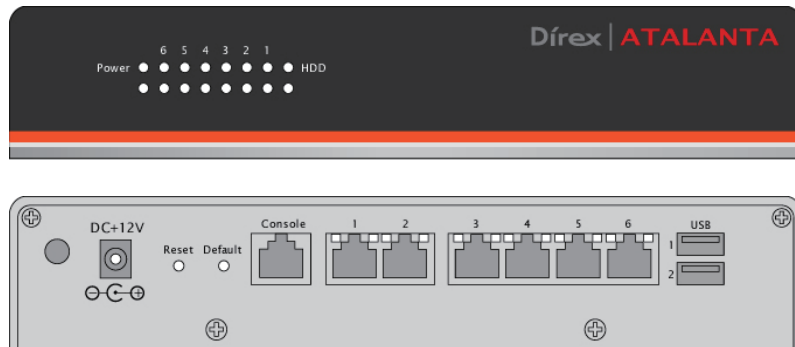 Dírex | ATALANTA
6 5 4 3 2 1
Power HDD
DC+12V
Reset Default
Console
1 2
3 4 5 6
USB
1
2